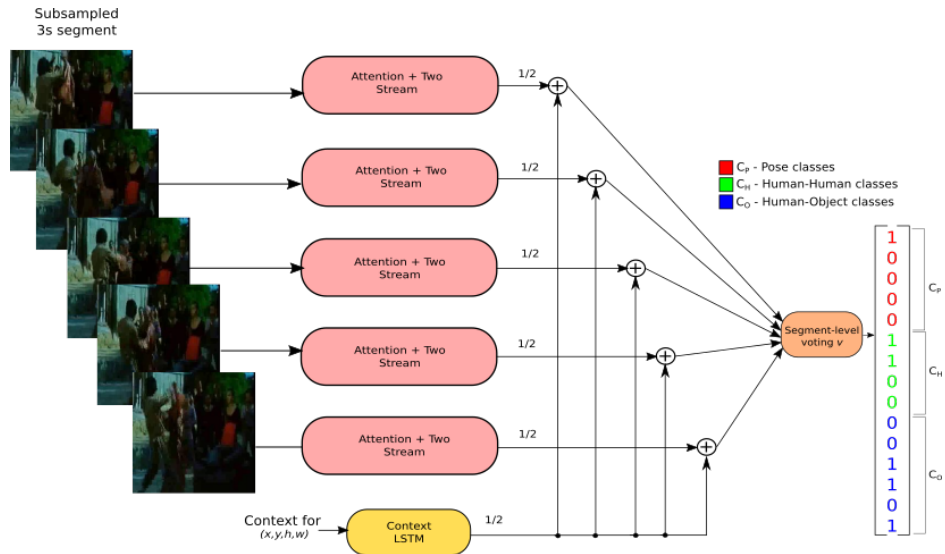 Subsampled
3s segment
Attention + Two
Stream
1/2
Attention + Two
Stream
1/2
Attention + Two
Stream
1/2
Attention + Two
Stream
1/2
Attention + Two
Stream
1/2
Context for
(x,y,h,w)
Context
LSTM
1/2
C_P - Pose classes
C_H - Human-Human classes
C_O - Human-Object classes
Segment-level
voting v
1
0
0
0
0
1
1
0
0
0
0
1
1
0
1
C_P
C_H
C_O